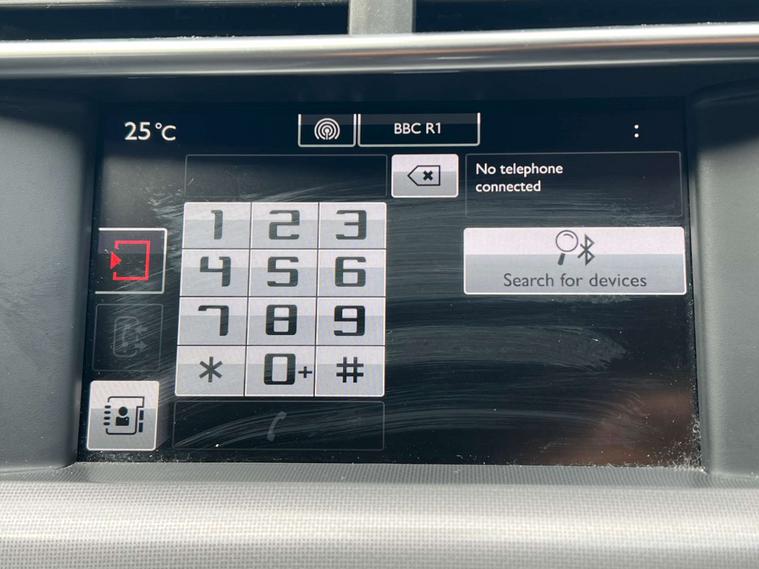 25 °C
BBC R1
No telephone
connected
1 2 3
4 5 6
7 8 9
* 0+ #
Search for devices